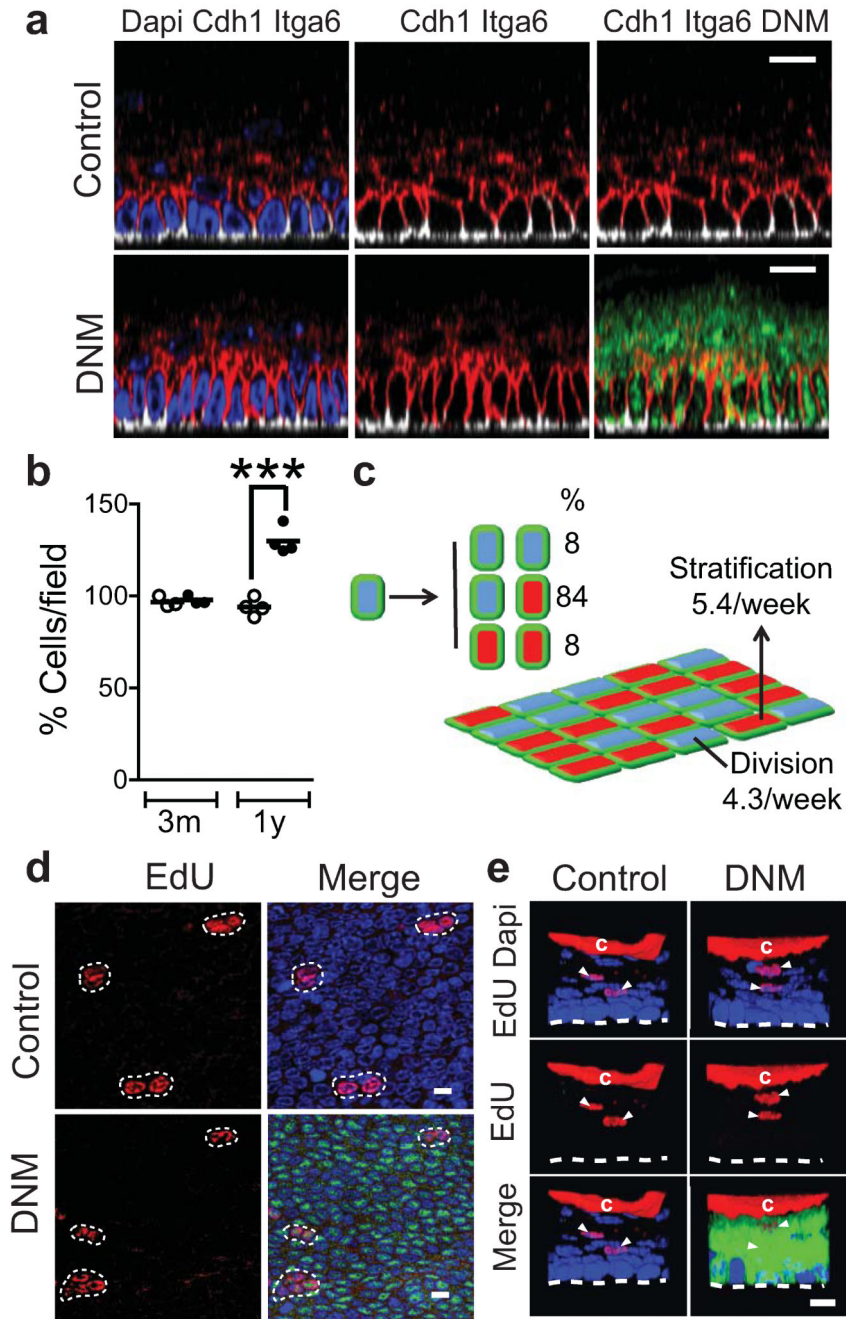 a
Dapi Cdh1 Itga6
Cdh1 Itga6
Cdh1 Itga6 DNM
Control
DNM
b
***
150
100
50
0
% Cells/field
3m
1y
c
%
8
84
8
Stratification
5.4/week
Division
4.3/week
d
EdU
Merge
Control
DNM
e
Control
DNM
EdU Dapi
c
c
EdU
c
c
Merge
c
c